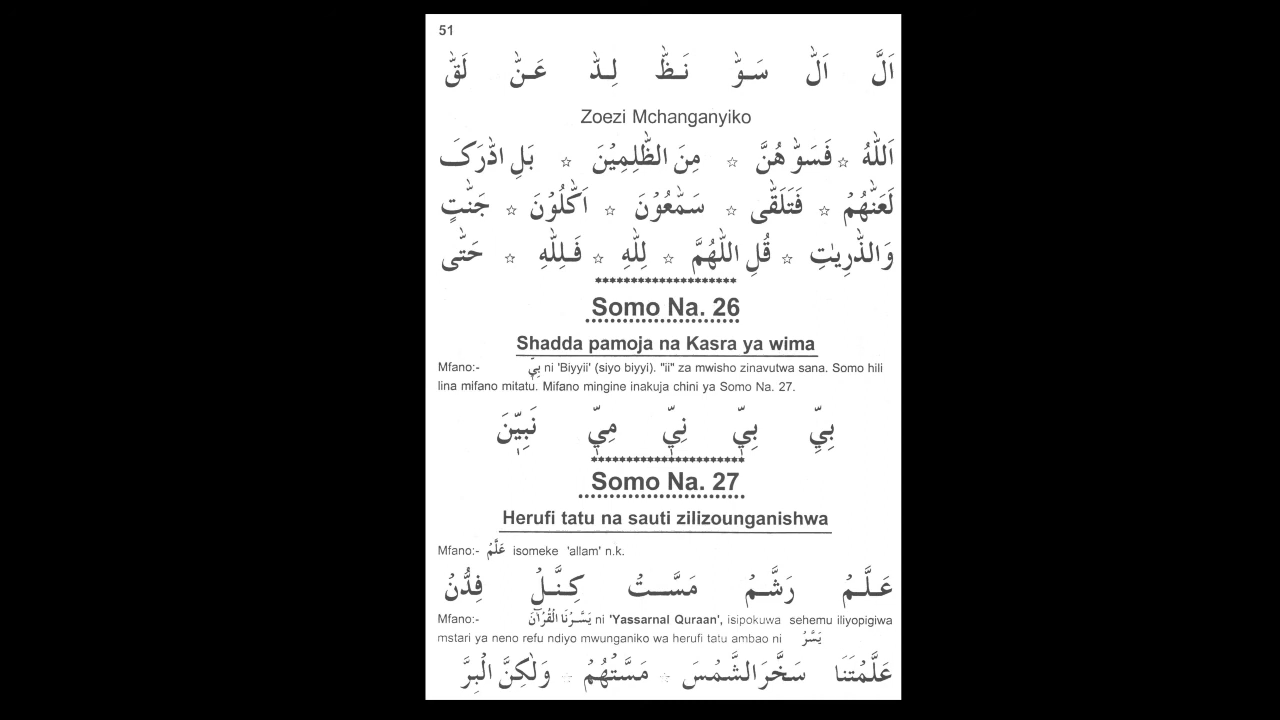 51
اَلَّ اَلّٰ سَوّٰ نَظّٰ لِدّٰ عَنّٰ لَقّٰ
Zoezi Mchanganyiko
اَللّٰهُ ☆ فَسَوّٰهُنَّ ☆ مِنَ الظّٰلِمِيْنَ ☆ بَلِ ادّٰرَكَ
لَعَنّٰهُمْ ☆ فَتَلَقّٰى ☆ سَمّٰعُوْنَ ☆ اَكّٰلُوْنَ ☆ جَنّٰتٍ
وَالذّٰرِيٰتِ ☆ قُلِ اللّٰهُمَّ ☆ لِلّٰهِ ☆ فَلِلّٰهِ ☆ حَتّٰى
********************
Somo Na. 26
Shadda pamoja na Kasra ya wima
Mfano:- بِيّٖ ni 'Biyyii' (siyo biyyi). "ii" za mwisho zinavutwa sana. Somo hili
lina mifano mitatu. Mifano mingine inakuja chini ya Somo Na. 27.
بِيِّ بِيّٖ نِيّٖ مِيّٖ نَبِيّٖنَ
**********************
Somo Na. 27
Herufi tatu na sauti zilizounganishwa
Mfano:- عَلَّمْ isomeke 'allam' n.k.
عَلَّمْ رَشَّمْ مَسَّتْ كِنَّلْ فِدُّنْ
Mfano:- يَسَّرْنَا الْقُرْاٰنَ ni 'Yassarnal Quraan', isipokuwa sehemu iliyopigiwa
mstari ya neno refu ndiyo mwunganiko wa herufi tatu ambao ni يَسَّرْ
عَلَّمْتَنَا سَخَّرَ الشَّمْسَ ☆ مَسَّتْهُمْ ☆ وَلٰكِنَّ الْبِرَّ